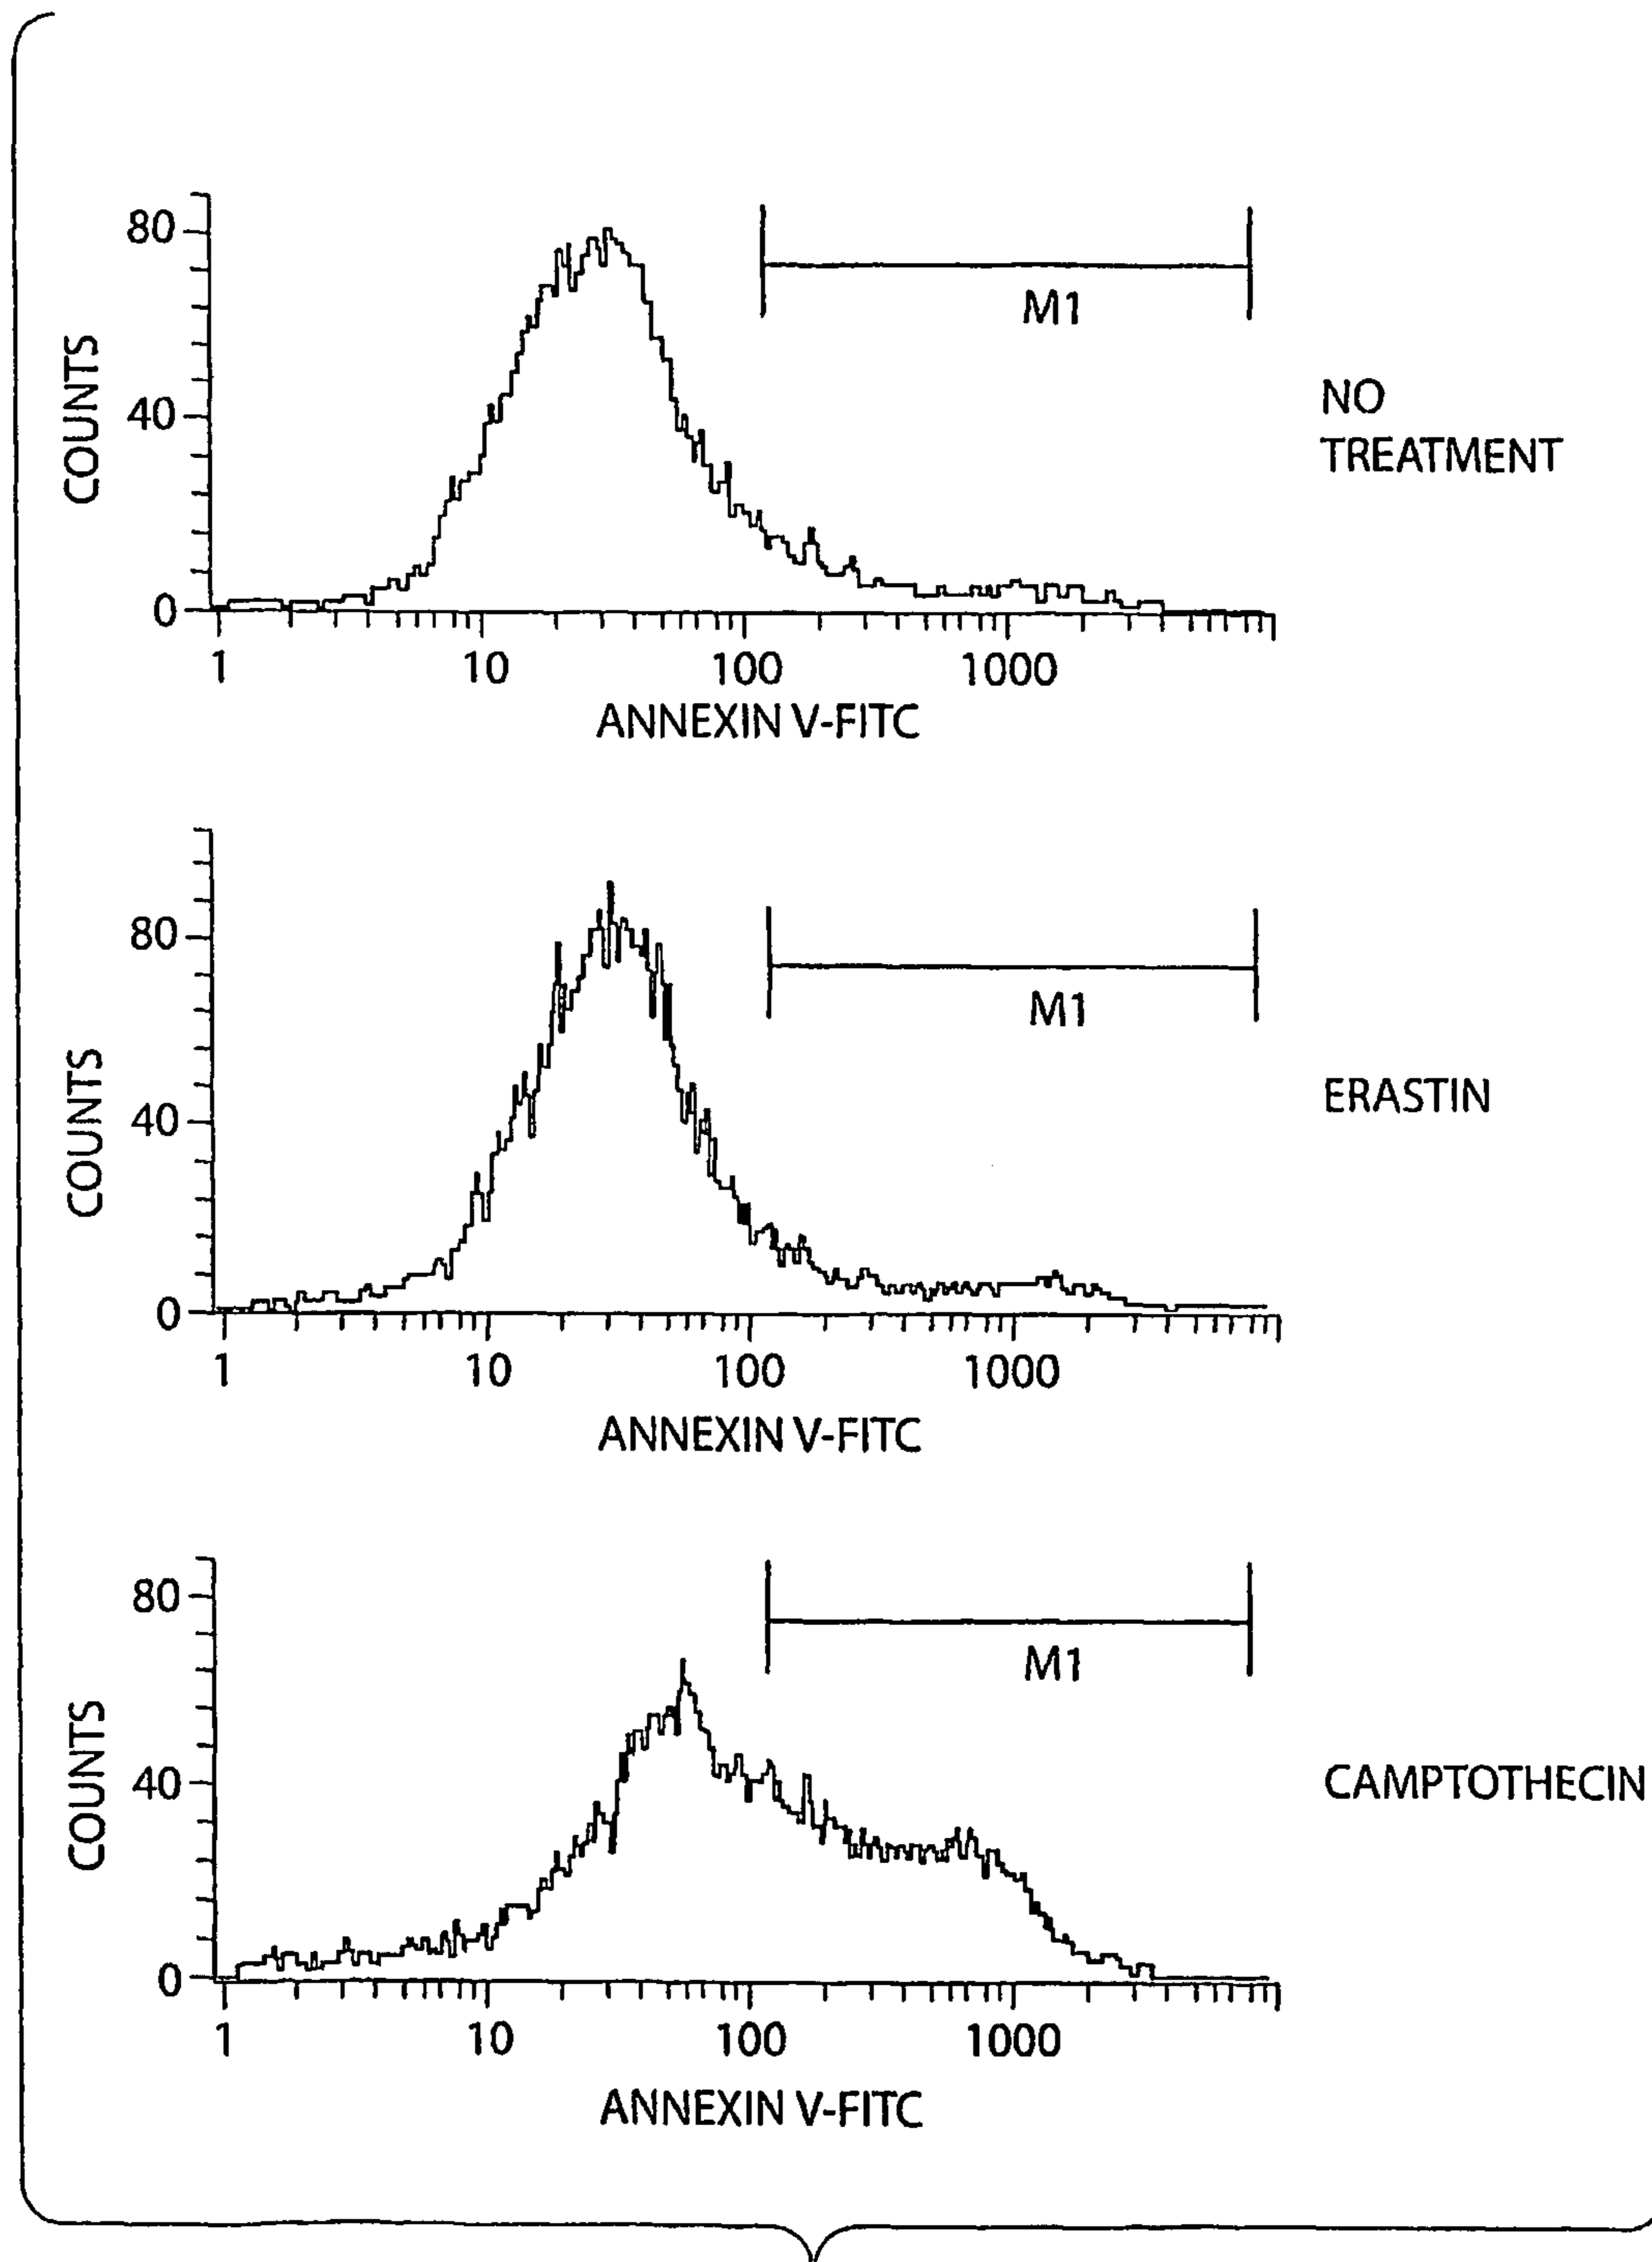 80
M1
COUNTS
40
NO
TREATMENT
0
1 10 100 1000
ANNEXIN V-FITC
80
M1
COUNTS
40
ERASTIN
0
1 10 100 1000
ANNEXIN V-FITC
80
M1
COUNTS
40
CAMPTOTHECIN
0
1 10 100 1000
ANNEXIN V-FITC